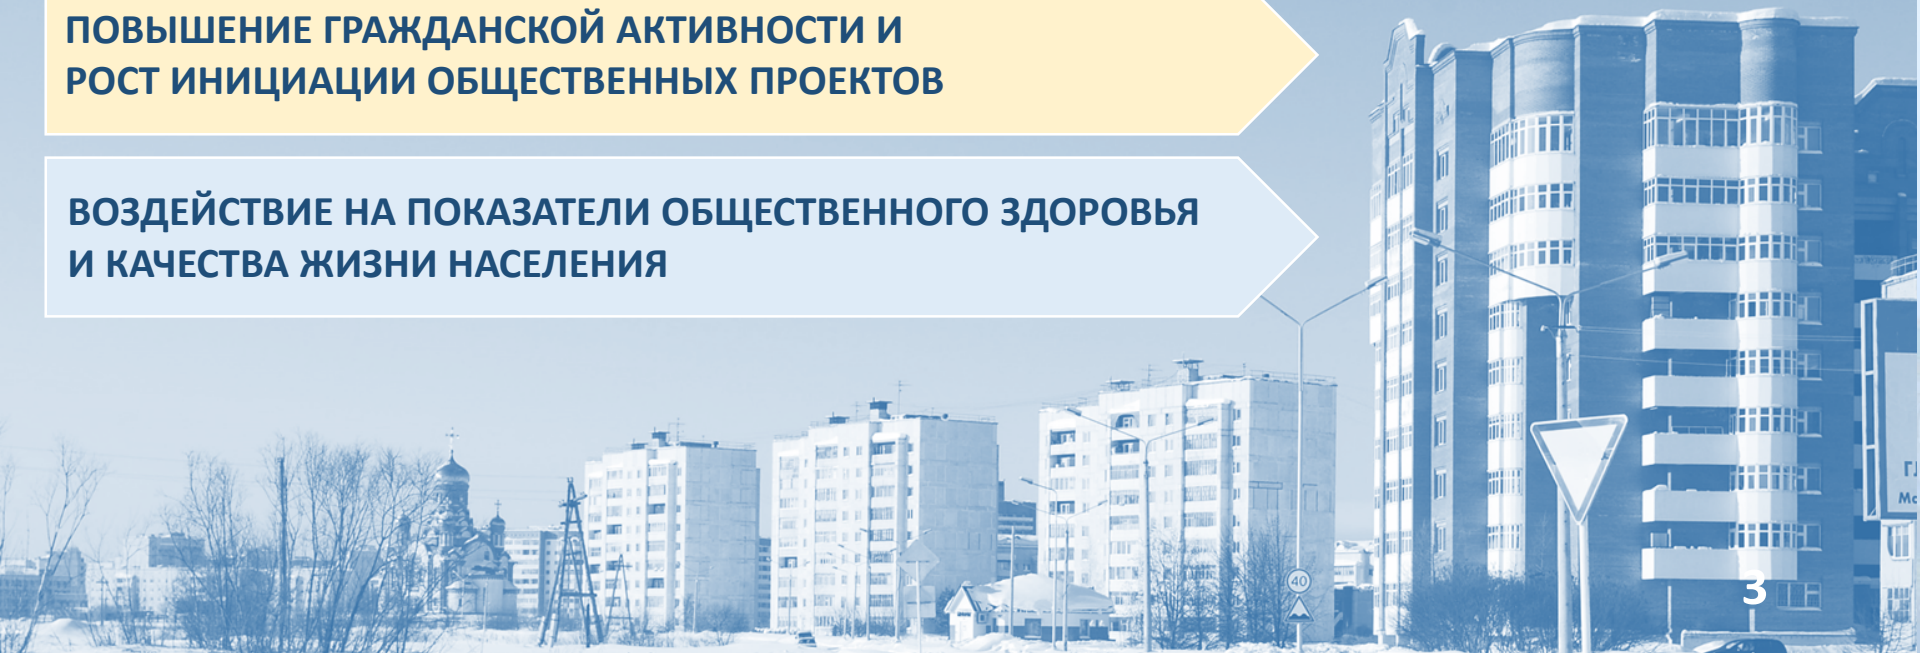 ПОВЫШЕНИЕ ГРАЖДАНСКОЙ АКТИВНОСТИ И
РОСТ ИНИЦИАЦИИ ОБЩЕСТВЕННЫХ ПРОЕКТОВ
ВОЗДЕЙСТВИЕ НА ПОКАЗАТЕЛИ ОБЩЕСТВЕННОГО ЗДОРОВЬЯ
И КАЧЕСТВА ЖИЗНИ НАСЕЛЕНИЯ
40
3